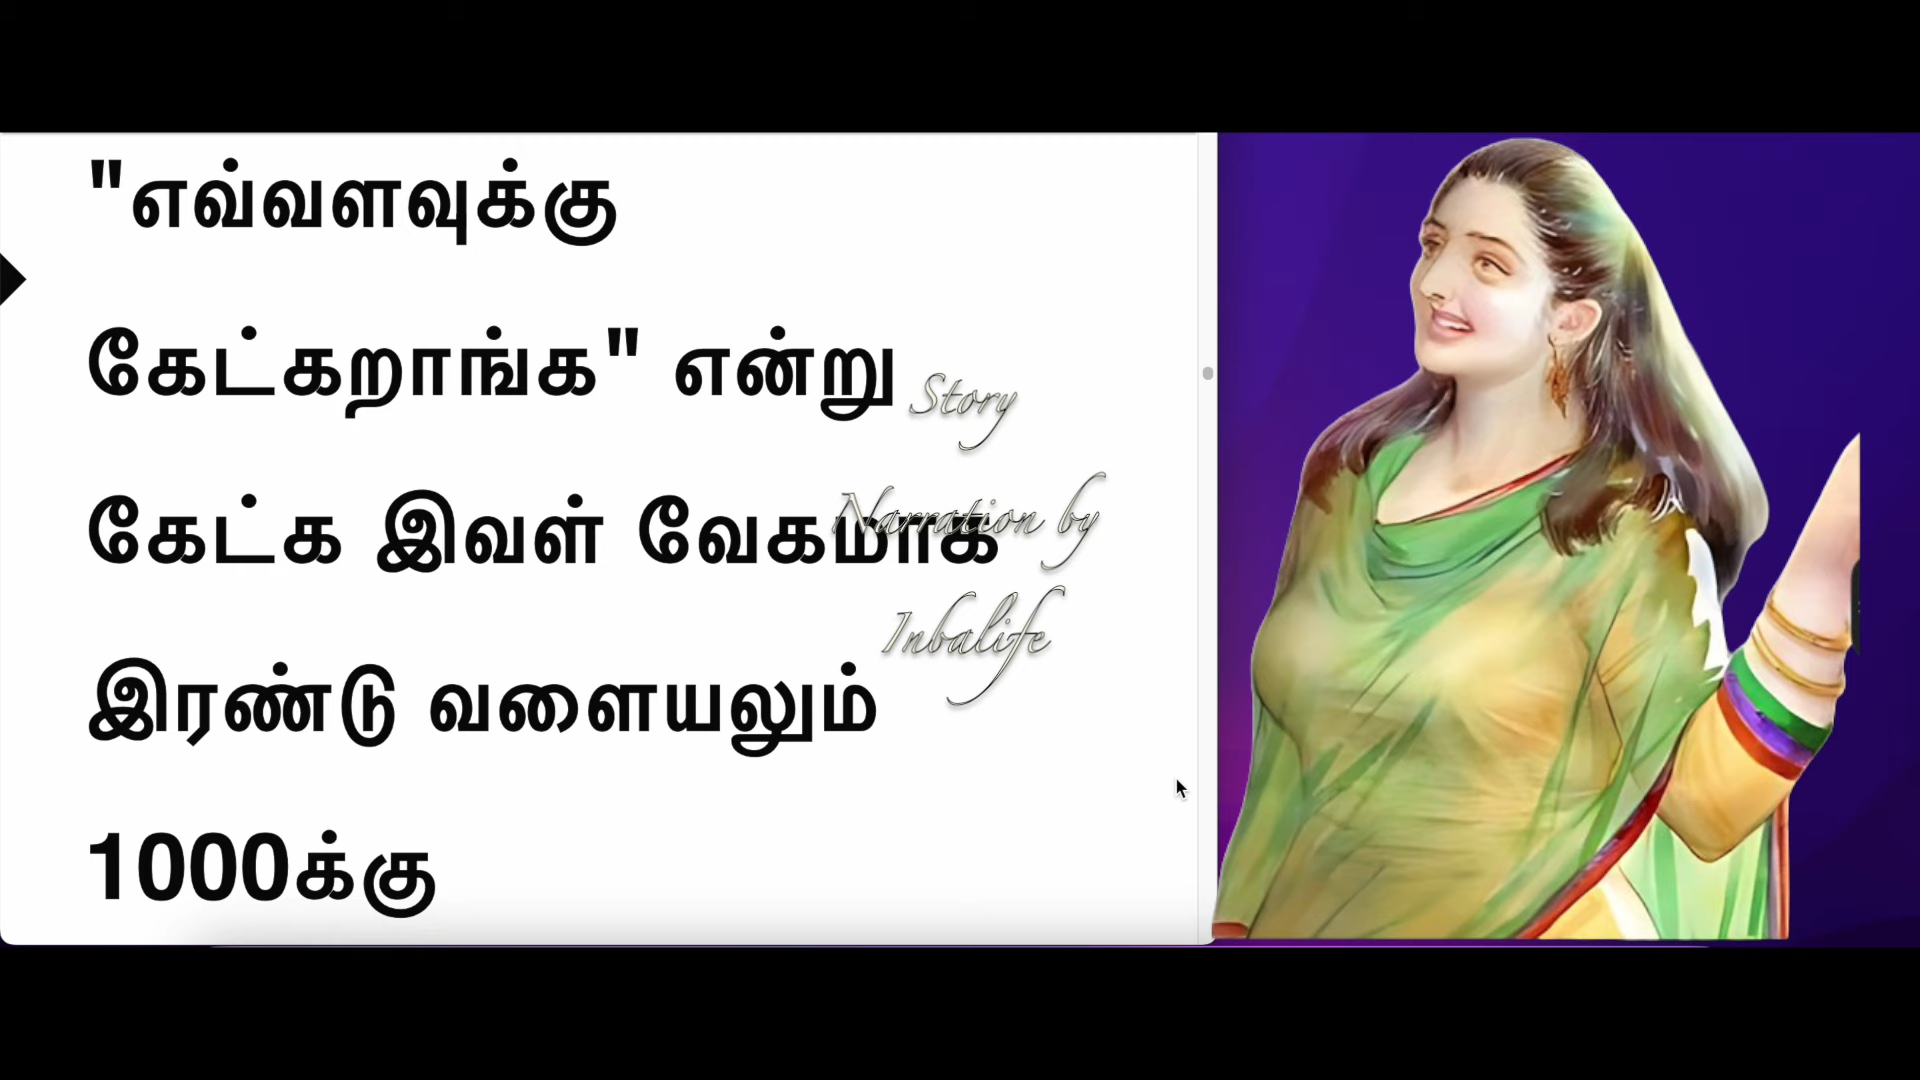 "எவ்வளவுக்கு
கேட்கறாங்க" என்று
கேட்க இவள் வேகமாக
இரண்டு வளையலும்
1000க்கு
Story
Narration by
Inbalife